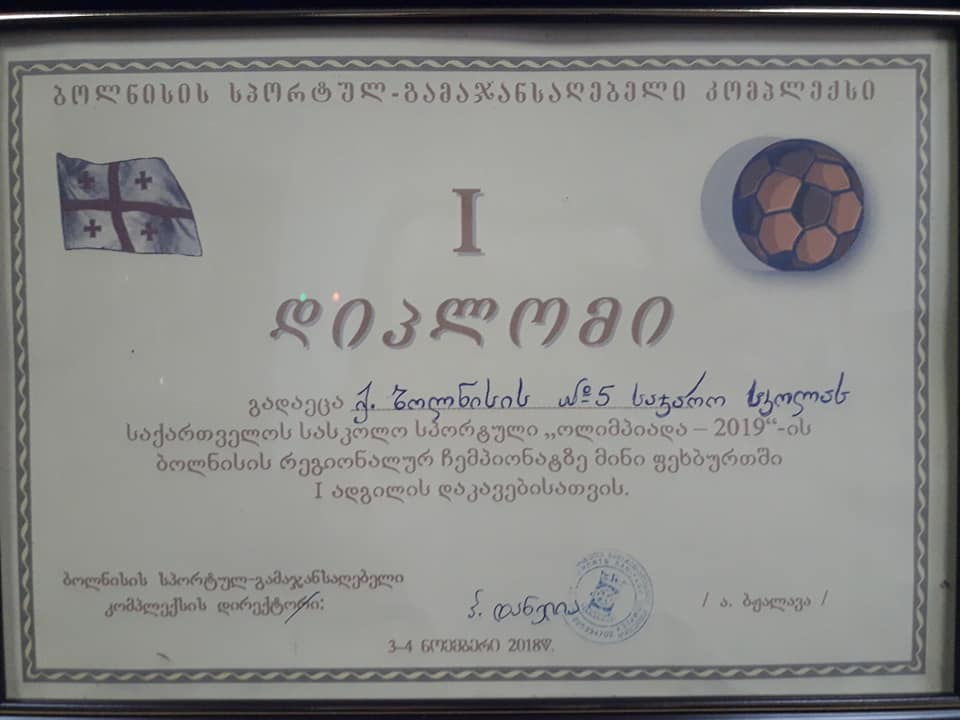 ბოლნისის სპორტულ-გამაჯანსაღებელი კომპლექსი
I
დიპლომი
გადაეცა ქ. ბოლნისის №5 საჯარო სკოლას
საქართველოს სასკოლო სპორტული „ოლიმპიადა – 2019“-ის
ბოლნისის რეგიონალურ ჩემპიონატზე მინი ფეხბურთში
I ადგილის დაკავებისათვის.
ბოლნისის სპორტულ-გამაჯანსაღებელი
კომპლექსის დირექტორი:
/ ა. ბჟალავა /
3–4 ნოემბერი 2018წ.